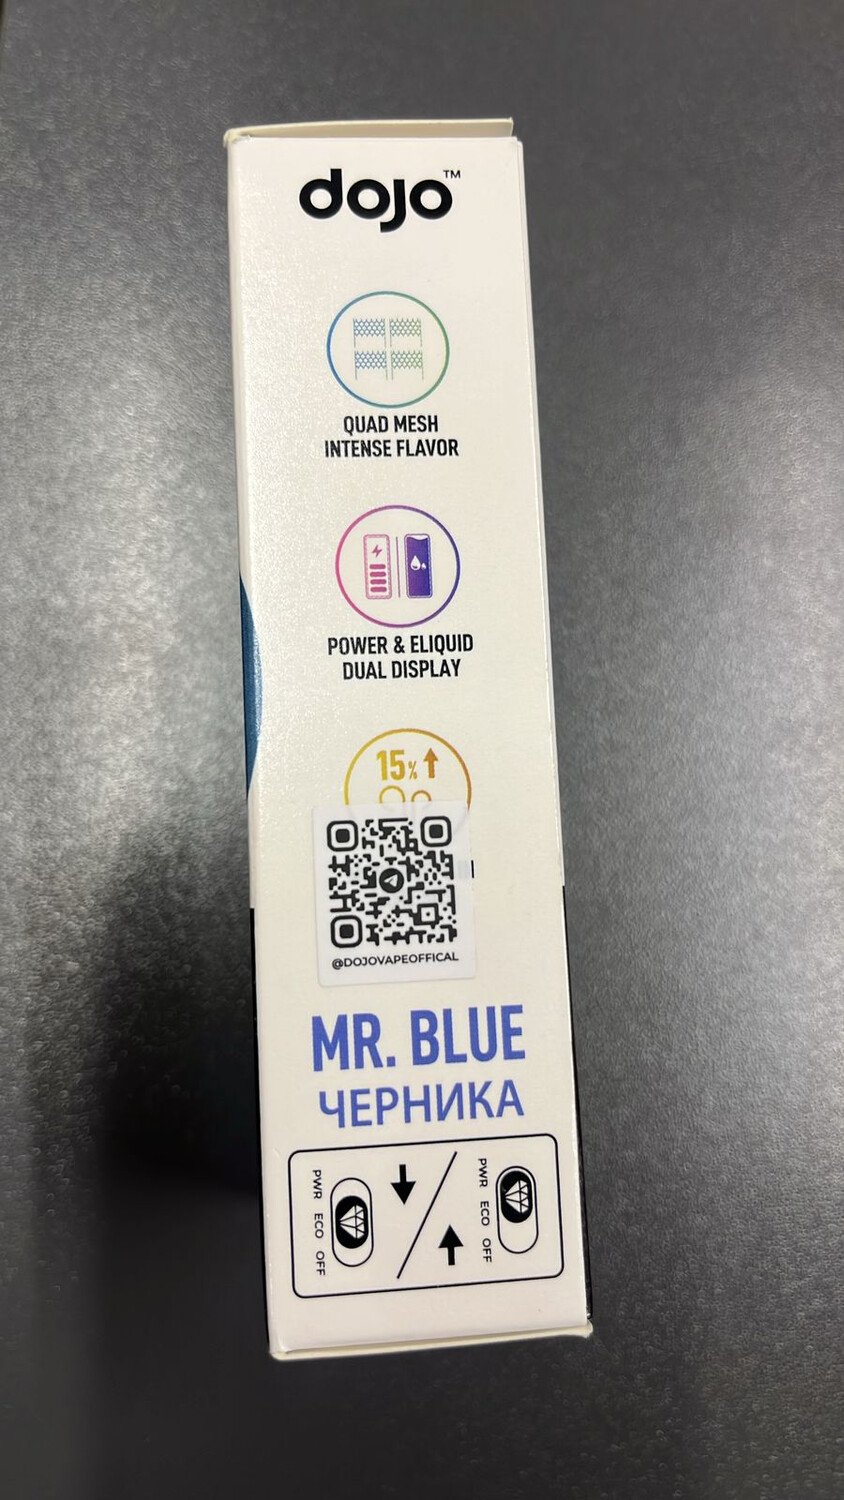 dojo™
QUAD MESH
INTENSE FLAVOR
POWER & ELIQUID
DUAL DISPLAY
15%
@DOJOVAPEOFFICAL
MR. BLUE
ЧЕРНИКА
PWR ECO OFF
PWR ECO OFF